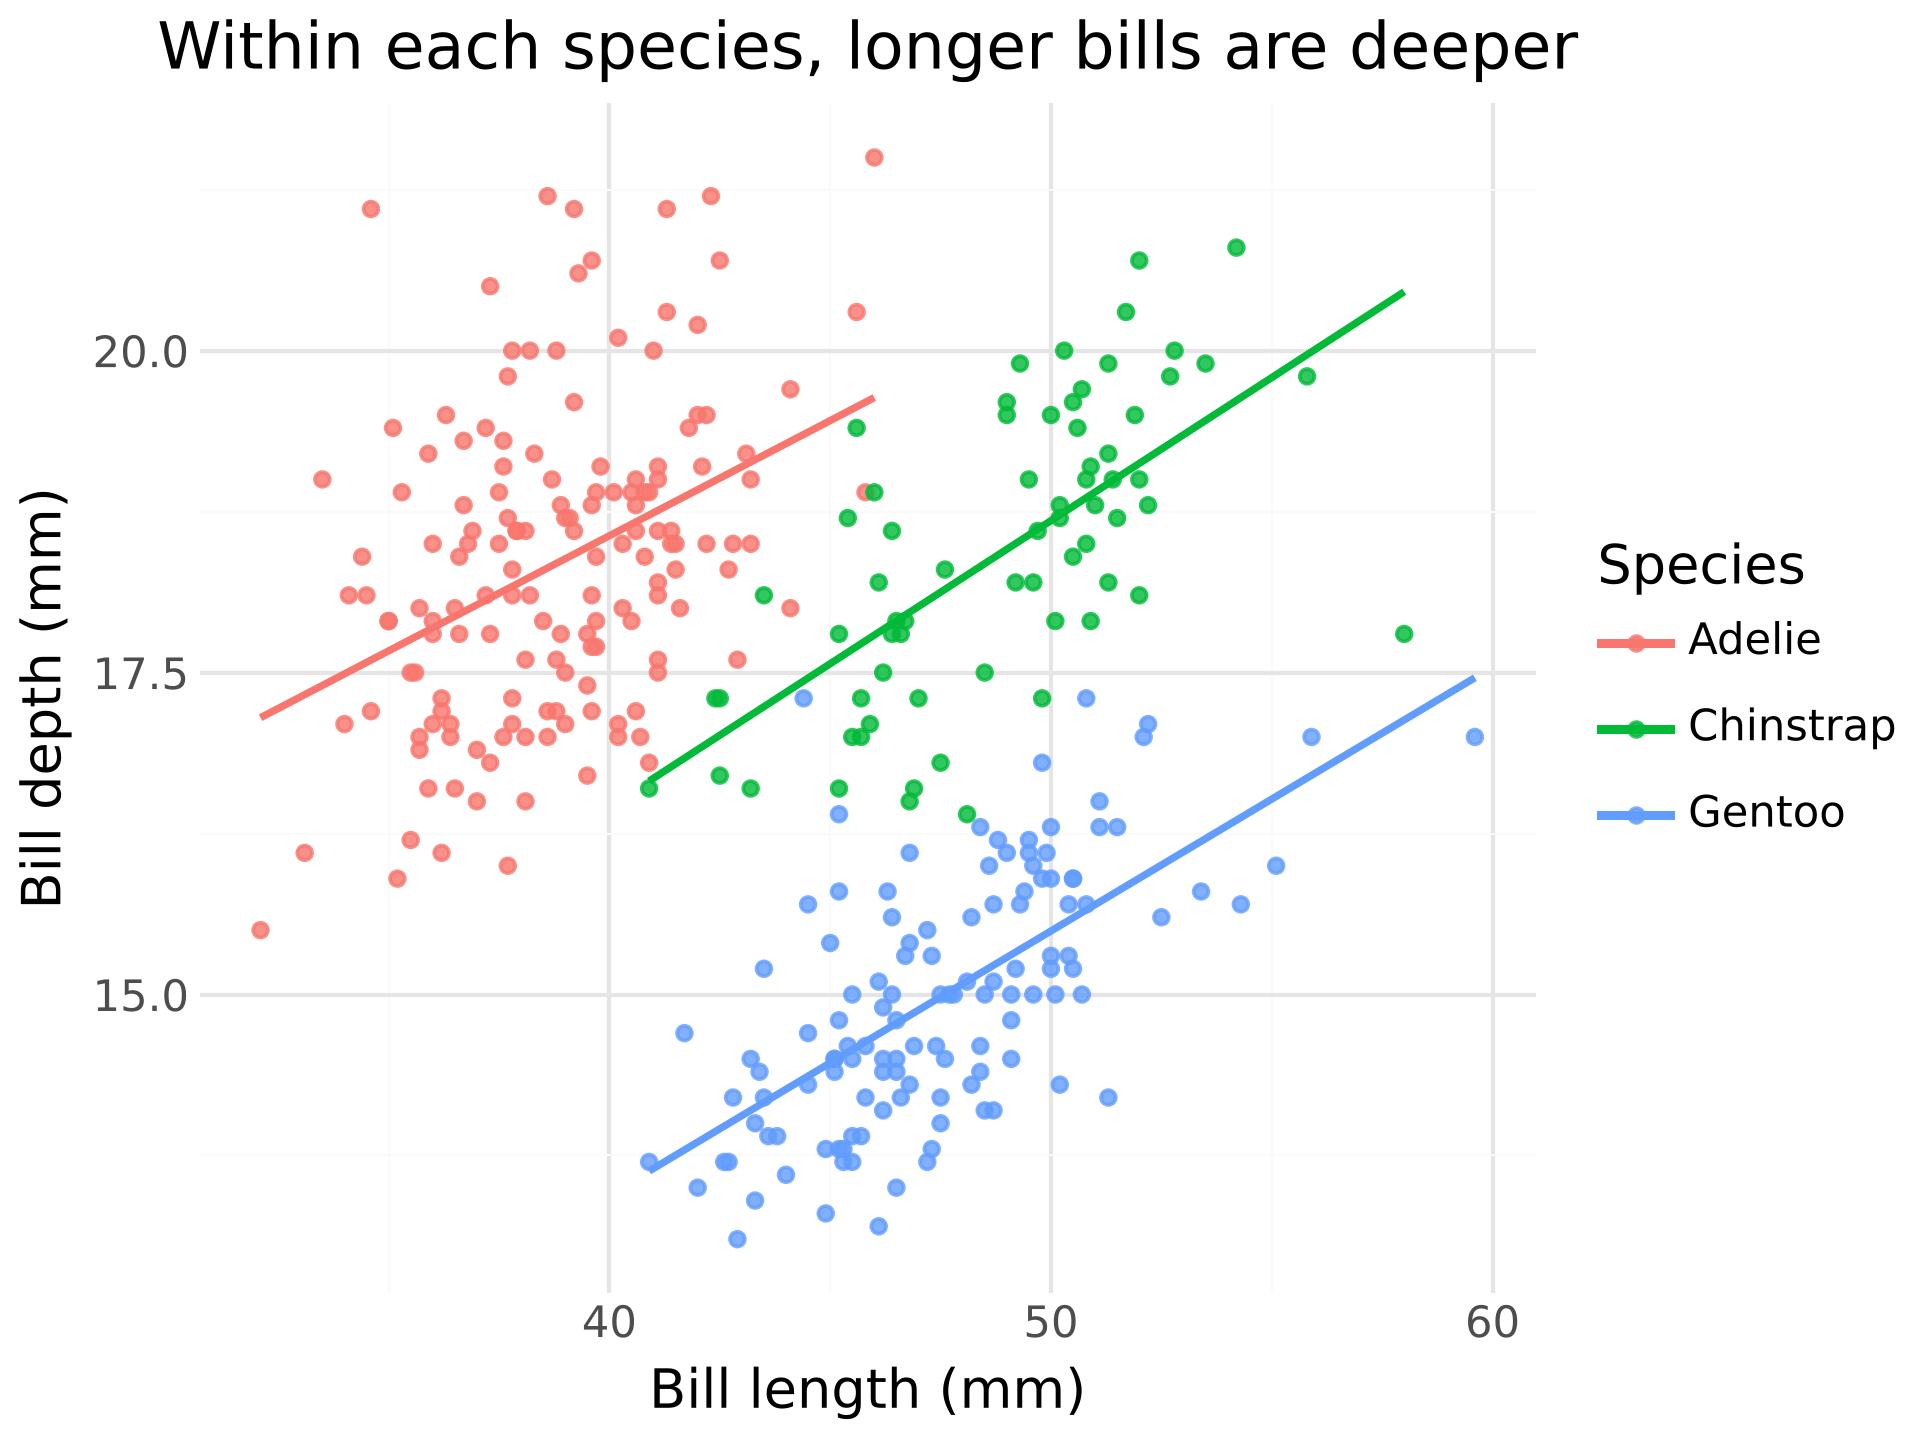 Within each species, longer bills are deeper
Bill depth (mm)
20.0
17.5
15.0
40
50
60
Bill length (mm)
Species
Adelie
Chinstrap
Gentoo